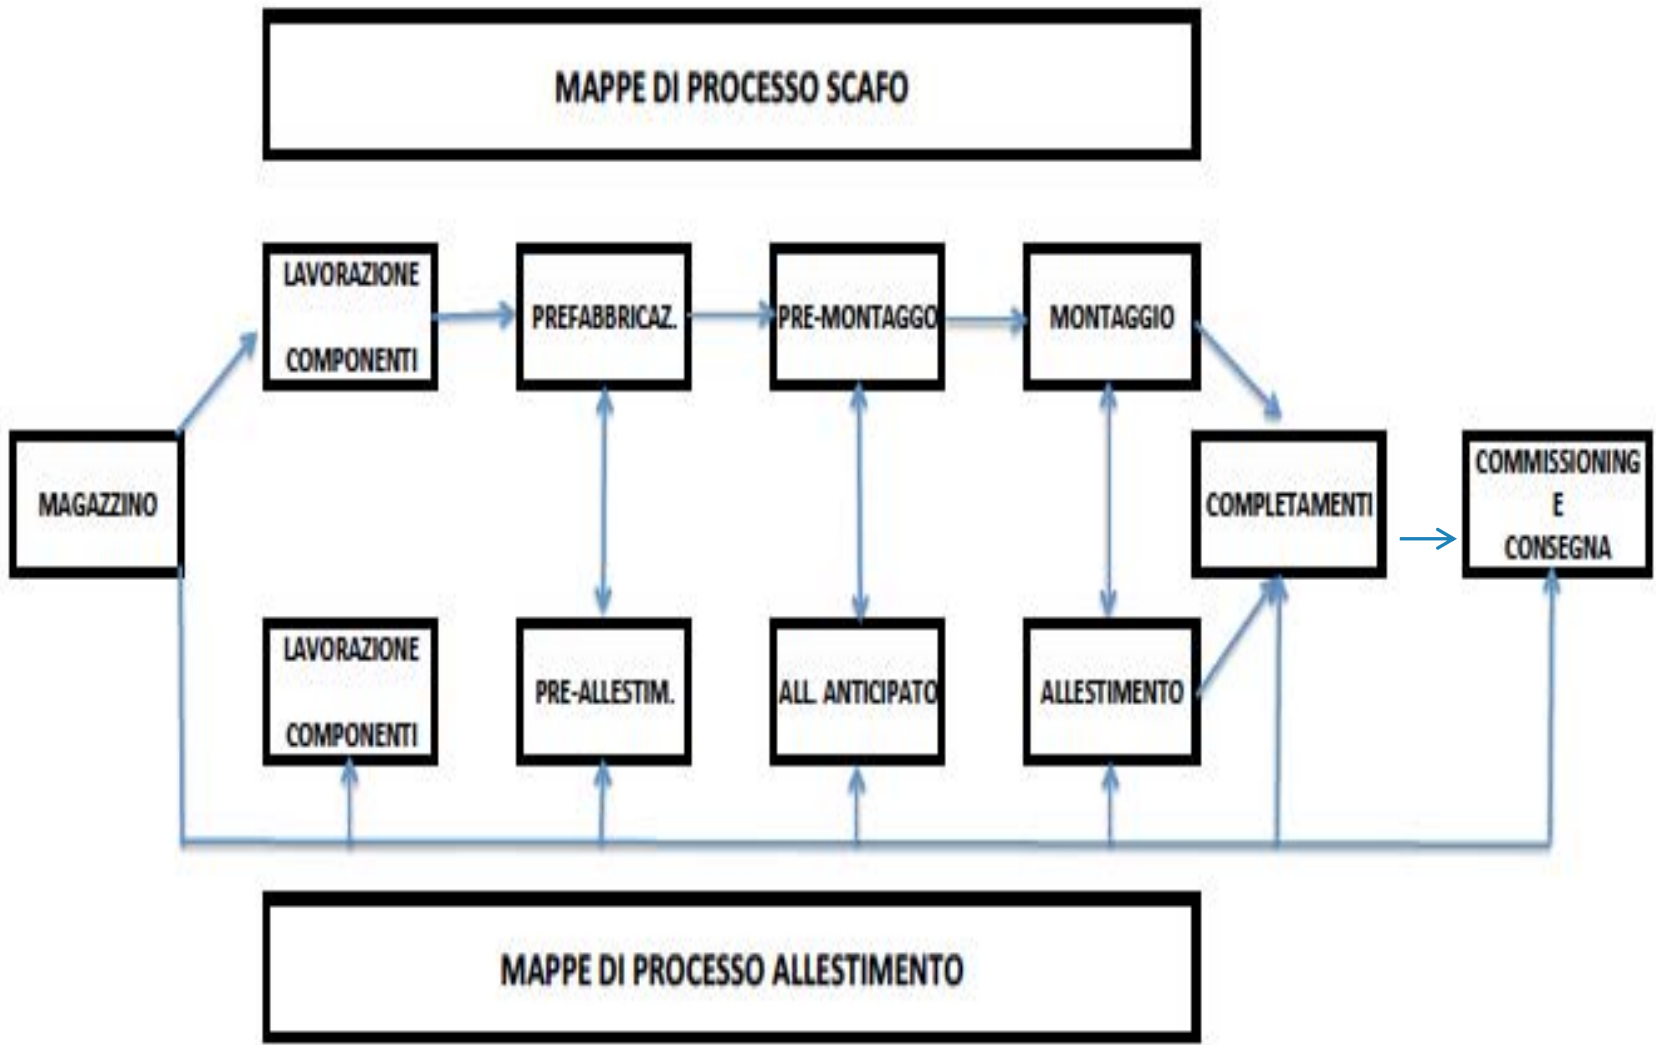 MAPPE DI PROCESSO SCAFO
LAVORAZIONE
COMPONENTI
PREFABBRICAZ.
PRE-MONTAGGO
MONTAGGIO
MAGAZZINO
COMPLETAMENTI
COMMISSIONING
E
CONSEGNA
LAVORAZIONE
COMPONENTI
PRE-ALLESTIM.
ALL. ANTICIPATO
ALLESTIMENTO
MAPPE DI PROCESSO ALLESTIMENTO